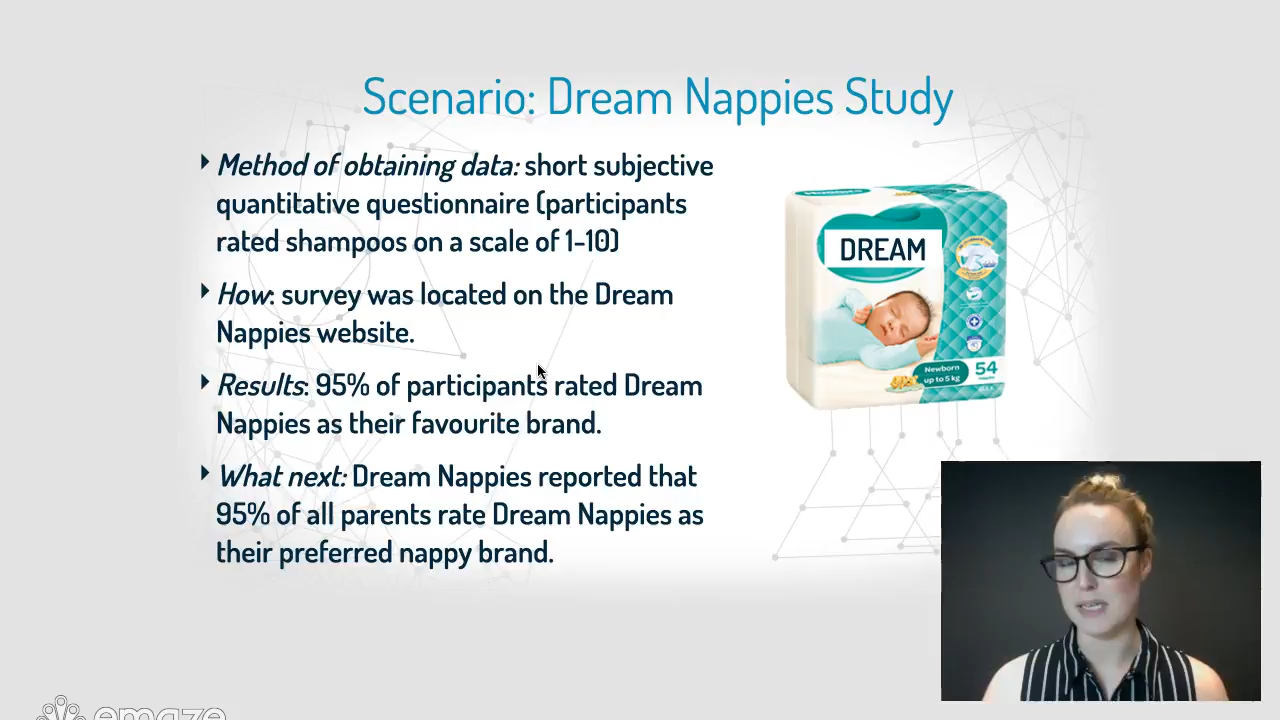 Scenario: Dream Nappies Study
Method of obtaining data: short subjective
quantitative questionnaire (participants
rated shampoos on a scale of 1-10)
How: survey was located on the Dream
Nappies website.
Results: 95% of participants rated Dream
Nappies as their favourite brand.
What next: Dream Nappies reported that
95% of all parents rate Dream Nappies as
their preferred nappy brand.
DREAM
Newborn
up to 5 kg
54
emaze